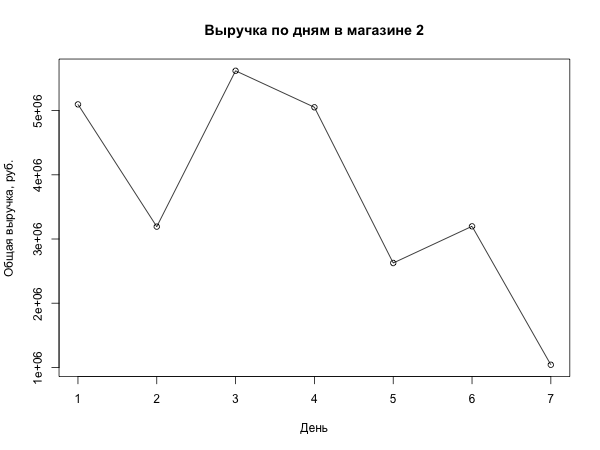 Выручка по дням в магазине 2
Общая выручка, руб.
5e+06
4e+06
3e+06
2e+06
1e+06
1 2 3 4 5 6 7
День